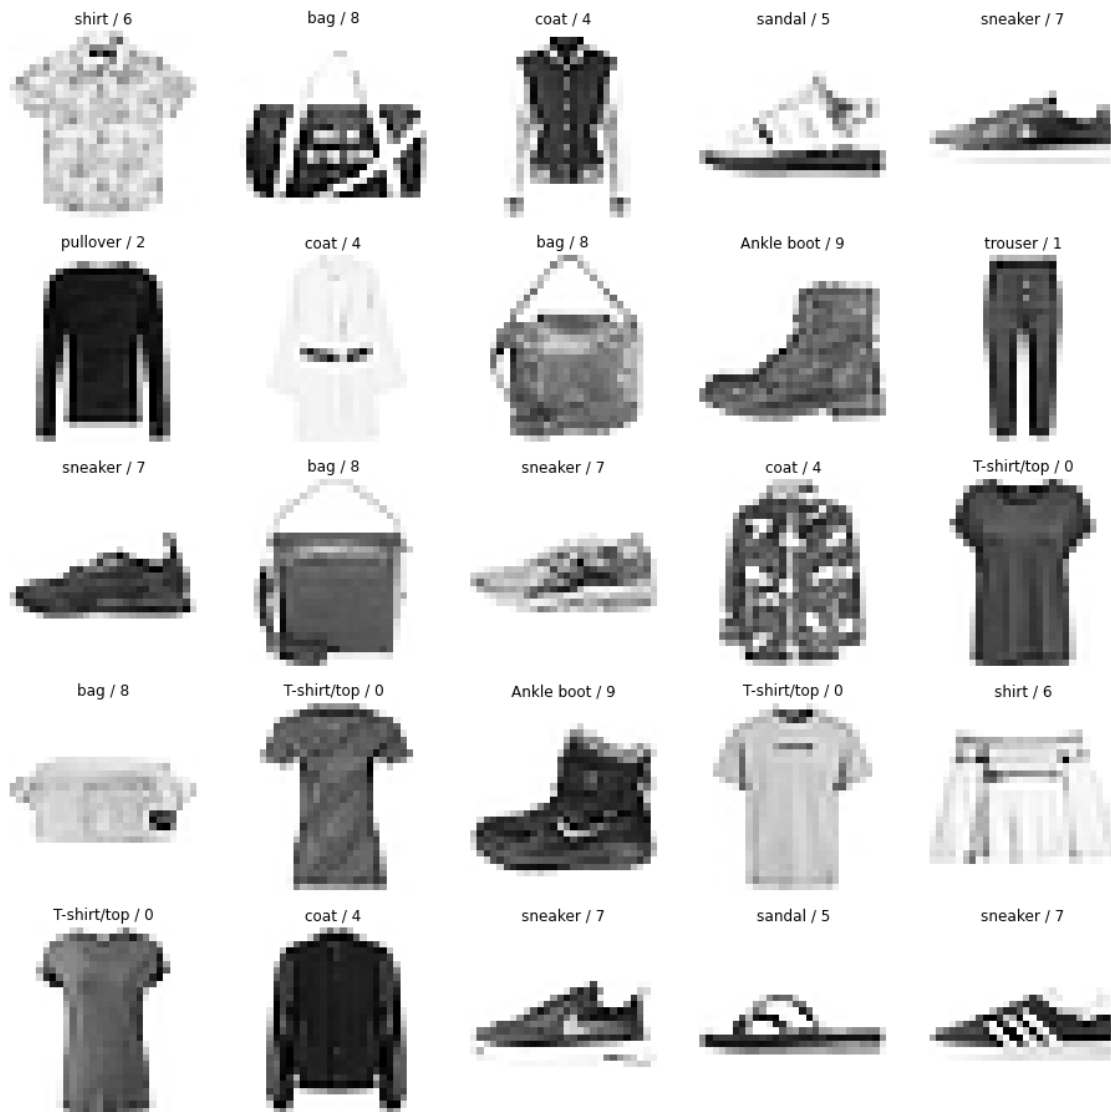 shirt / 6
bag / 8
coat / 4
sandal / 5
sneaker / 7
pullover / 2
coat / 4
bag / 8
Ankle boot / 9
trouser / 1
sneaker / 7
bag / 8
sneaker / 7
coat / 4
T-shirt/top / 0
bag / 8
T-shirt/top / 0
Ankle boot / 9
T-shirt/top / 0
shirt / 6
T-shirt/top / 0
coat / 4
sneaker / 7
sandal / 5
sneaker / 7